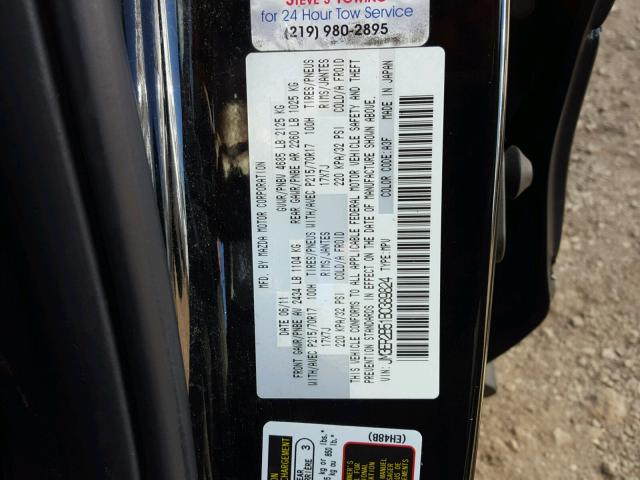 STEVE'S TOWING
for 24 Hour Tow Service
(219) 980-2895
MFD. BY MAZDA MOTOR CORPORATION
DATE 06/11 GVWR/PNBV 4685 LB 2125 KG
FRONT GAWR/PNBE AV 2434 LB 1104 KG REAR GAWR/PNBE AR 2260 LB 1025 KG
WITH/AVEC P215/70R17 100H TIRES/PNEUS WITH/AVEC P215/70R17 100H TIRES/PNEUS
17X7J RIMS/JANTES 17X7J RIMS/JANTES
220 KPA/32 PSI COLD/A FROID 220 KPA/32 PSI COLD/A FROID
THIS VEHICLE CONFORMS TO ALL APPLICABLE FEDERAL MOTOR VEHICLE SAFETY AND THEFT
PREVENTION STANDARDS IN EFFECT ON THE DATE OF MANUFACTURE SHOWN ABOVE.
VIN: TYPE: MPV COLOR CODE: A3F MADE IN JAPAN
(EH48B)
3
MANUEL